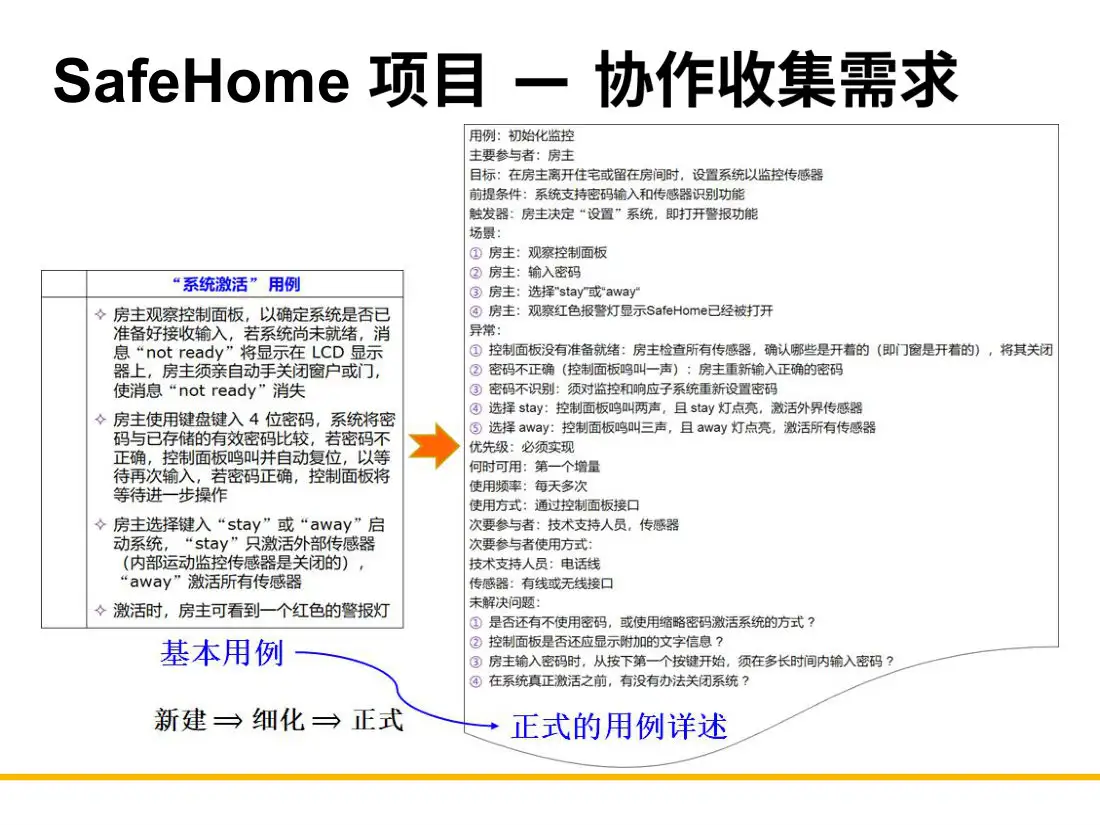 SafeHome 项目 — 协作收集需求
“系统激活”用例
✧ 房主观察控制面板，以确定系统是否已
准备好接收输入，若系统尚未就绪，消
息“not ready”将显示在 LCD 显示
器上，房主须亲自动手关闭窗户或门，
使消息“not ready”消失
✧ 房主使用键盘键入 4 位密码，系统将密
码与已存储的有效密码比较，若密码不
正确，控制面板鸣叫并自动复位，以等
待再次输入，若密码正确，控制面板将
等待进一步操作
✧ 房主选择键入“stay”或“away”启
动系统，“stay”只激活外部传感器
（内部运动监控传感器是关闭的），
“away”激活所有传感器
✧ 激活时，房主可看到一个红色的警报灯
基本用例
新建 ⇒ 细化 ⇒ 正式
用例：初始化监控
主要参与者：房主
目标：在房主离开住宅或留在房间时，设置系统以监控传感器
前提条件：系统支持密码输入和传感器识别功能
触发器：房主决定“设置”系统，即打开警报功能
场景：
① 房主：观察控制面板
② 房主：输入密码
③ 房主：选择"stay"或“away“
④ 房主：观察红色报警灯显示SafeHome已经被打开
异常：
① 控制面板没有准备就绪：房主检查所有传感器，确认哪些是开着的（即门窗是开着的），将其关闭
② 密码不正确（控制面板鸣叫一声）：房主重新输入正确的密码
③ 密码不识别：须对监控和响应子系统重新设置密码
④ 选择 stay：控制面板鸣叫两声，且 stay 灯点亮，激活外界传感器
⑤ 选择 away：控制面板鸣叫三声，且 away 灯点亮，激活所有传感器
优先级：必须实现
何时可用：第一个增量
使用频率：每天多次
使用方式：通过控制面板接口
次要参与者：技术支持人员，传感器
次要参与者使用方式：
技术支持人员：电话线
传感器：有线或无线接口
未解决问题：
① 是否还有不使用密码，或使用缩略密码激活系统的方式？
② 控制面板是否还应显示附加的文字信息？
③ 房主输入密码时，从按下第一个按键开始，须在多长时间内输入密码？
④ 在系统真正激活之前，有没有办法关闭系统？
正式的用例详述